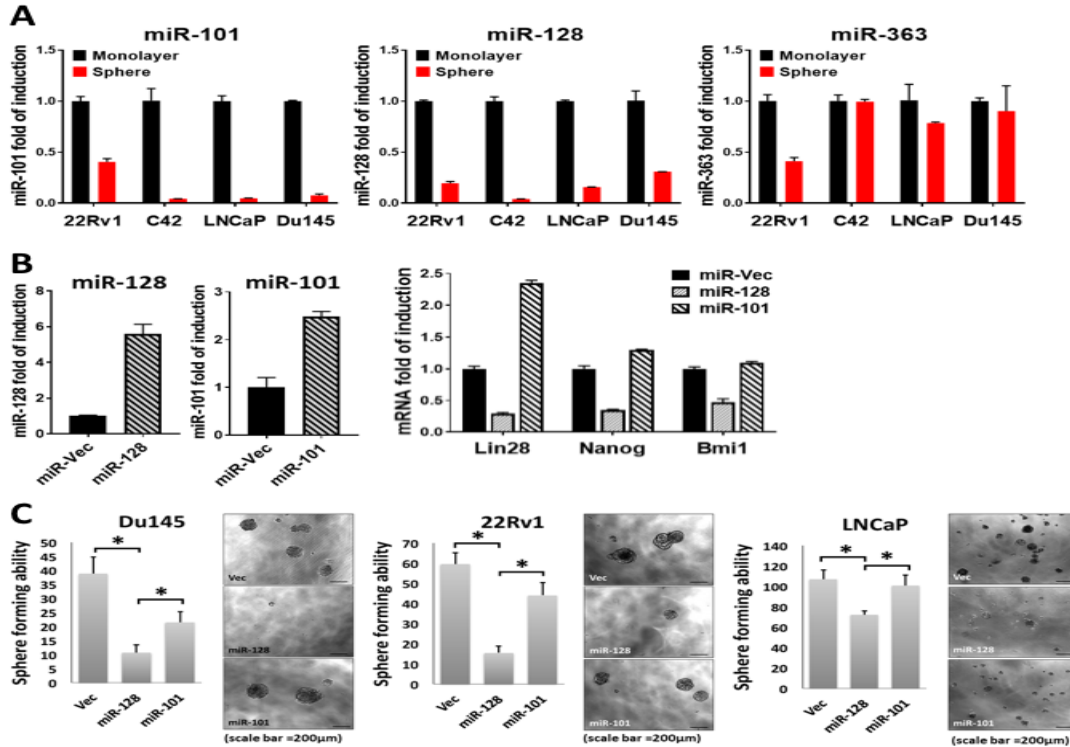 A
miR-101
miR-101 fold of induction
1.5
1.0
0.5
0.0
Monolayer
Sphere
22Rv1 C42 LNCaP Du145
miR-128
miR-128 fold of induction
1.5
1.0
0.5
0.0
Monolayer
Sphere
22Rv1 C42 LNCaP Du145
miR-363
miR-363 fold of induction
1.5
1.0
0.5
0.0
Monolayer
Sphere
22Rv1 C42 LNCaP Du145
B
miR-128
miR-128 fold of induction
8
6
4
2
0
miR-Vec miR-128
miR-101
miR-101 fold of induction
3
2
1
0
miR-Vec miR-101
mRNA fold of induction
2.5
2.0
1.5
1.0
0.5
0.0
miR-Vec
miR-128
miR-101
Lin28 Nanog Bmi1
C
Du145
Sphere forming ability
50
45
40
35
30
25
20
15
10
5
0
*
*
Vec miR-128 miR-101
Vec
miR-128
miR-101
(scale bar =200µm)
22Rv1
Sphere forming ability
70
60
50
40
30
20
10
0
*
*
Vec miR-128 miR-101
Vec
miR-128
miR-101
(scale bar =200µm)
LNCaP
Sphere forming ability
140
120
100
80
60
40
20
0
* *
Vec miR-128 miR-101
Vec
miR-128
miR-101
(scale bar =200µm)